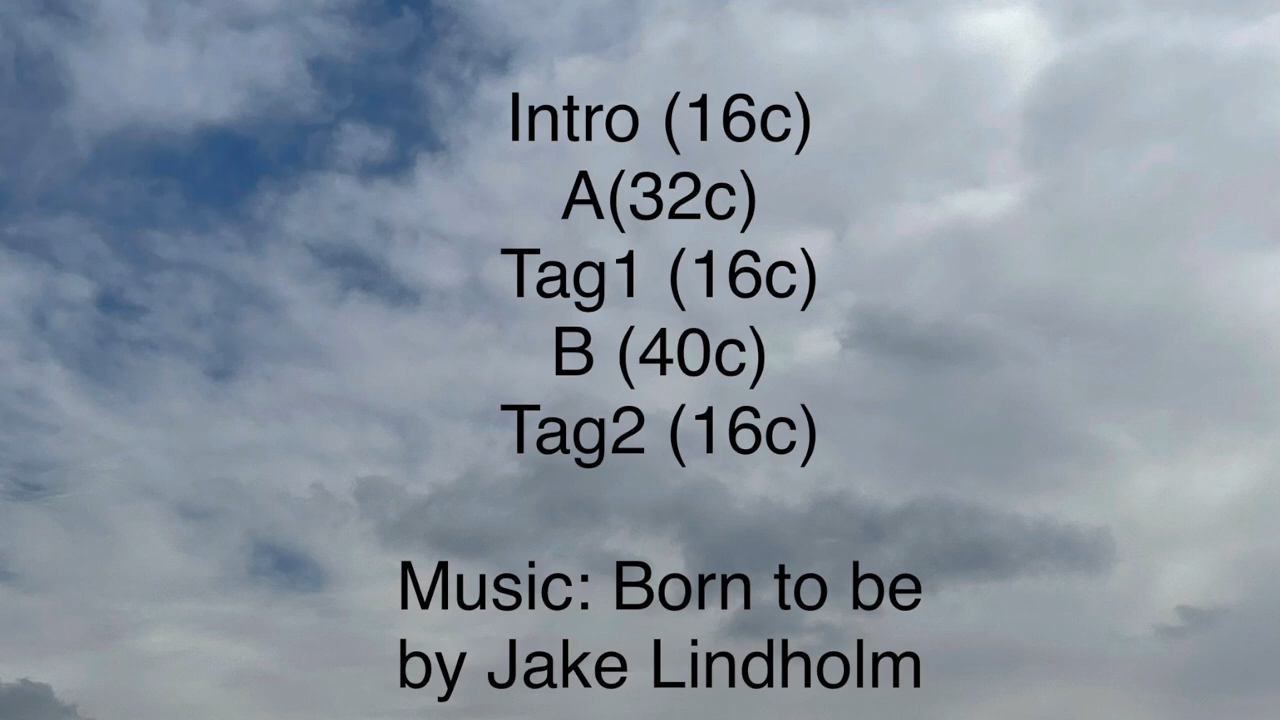 Intro (16c)
A(32c)
Tag1 (16c)
B (40c)
Tag2 (16c)
Music: Born to be
by Jake Lindholm